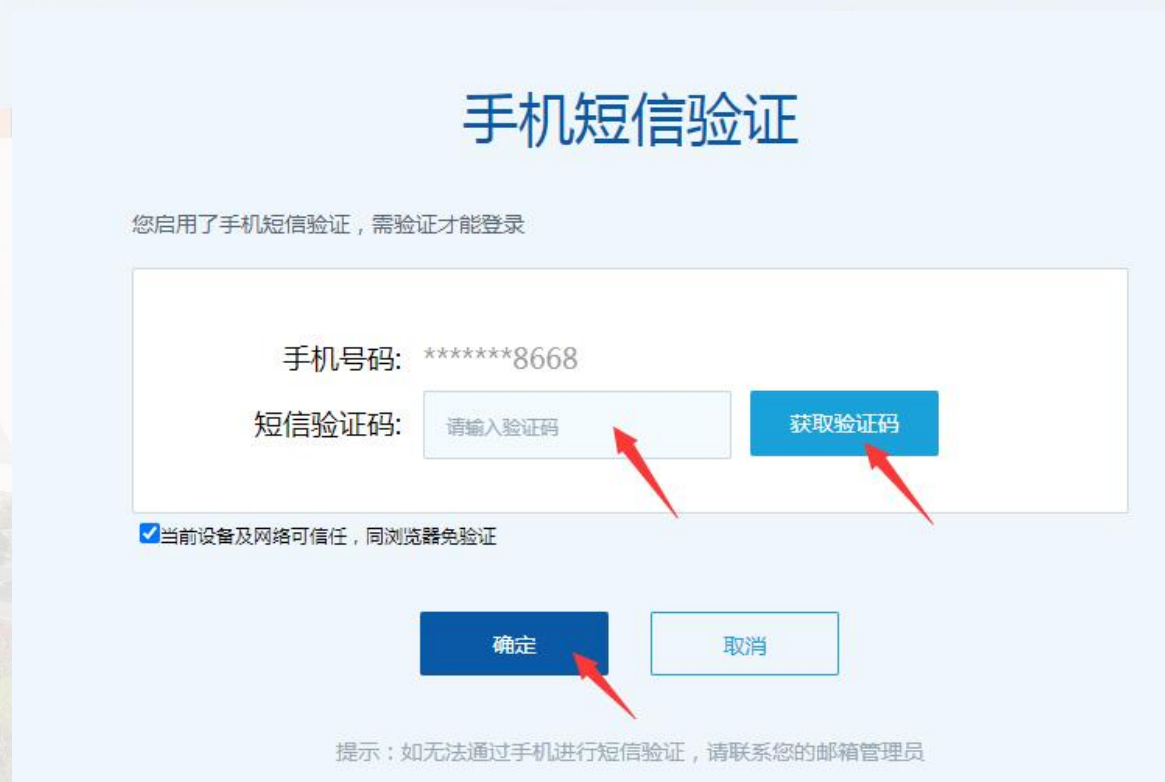 手机短信验证
您启用了手机短信验证，需验证才能登录
手机号码: *******8668
短信验证码: 请输入验证码 获取验证码
当前设备及网络可信任，同浏览器免验证
确定 取消
提示：如无法通过手机进行短信验证，请联系您的邮箱管理员